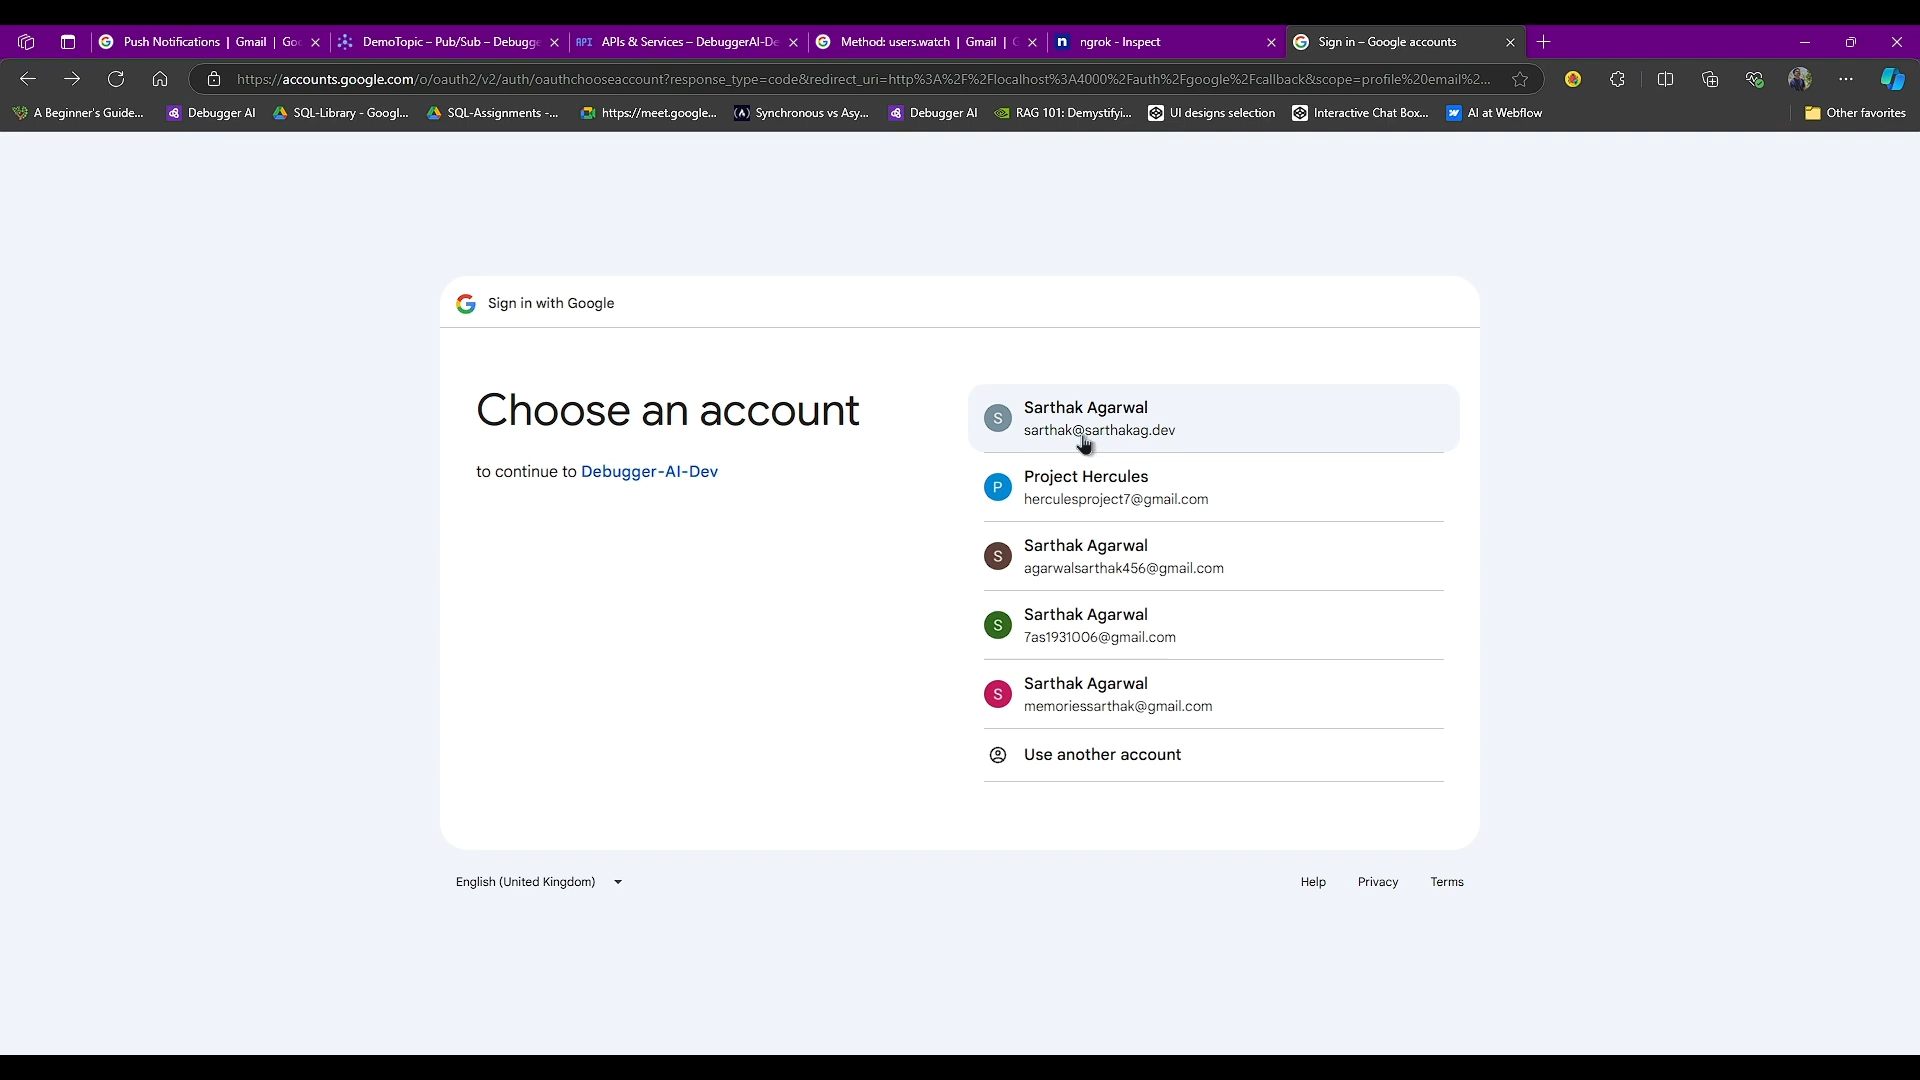 Push Notifications | Gmail | Goo
DemoTopic – Pub/Sub – Debugge
API APIs & Services – DebuggerAI-De
Method: users.watch | Gmail | G
n ngrok - Inspect
Sign in – Google accounts
https://accounts.google.com/o/oauth2/v2/auth/oauthchooseaccount?response_type=code&redirect_uri=http%3A%2F%2Flocalhost%3A4000%2Fauth%2Fgoogle%2Fcallback&scope=profile%20email%2...
A Beginner's Guide...
Debugger AI
SQL-Library - Googl...
SQL-Assignments -...
https://meet.google...
Synchronous vs Asy...
Debugger AI
RAG 101: Demystifyi...
UI designs selection
Interactive Chat Box...
AI at Webflow
Other favorites
Sign in with Google
Choose an account
to continue to Debugger-AI-Dev
S
Sarthak Agarwal
sarthak@sarthakag.dev
P
Project Hercules
herculesproject7@gmail.com
S
Sarthak Agarwal
agarwalsarthak456@gmail.com
S
Sarthak Agarwal
7as1931006@gmail.com
S
Sarthak Agarwal
memoriessarthak@gmail.com
Use another account
English (United Kingdom)
Help
Privacy
Terms